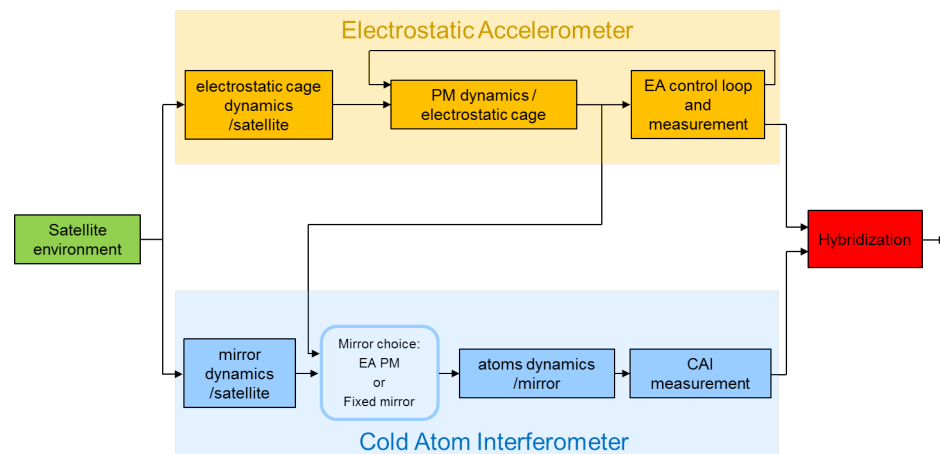 Electrostatic Accelerometer
electrostatic cage
dynamics
/satellite
PM dynamics /
electrostatic cage
EA control loop
and
measurement
Satellite
environment
Hybridization
mirror
dynamics
/satellite
Mirror choice:
EA PM
or
Fixed mirror
atoms dynamics
/mirror
CAI
measurement
Cold Atom Interferometer